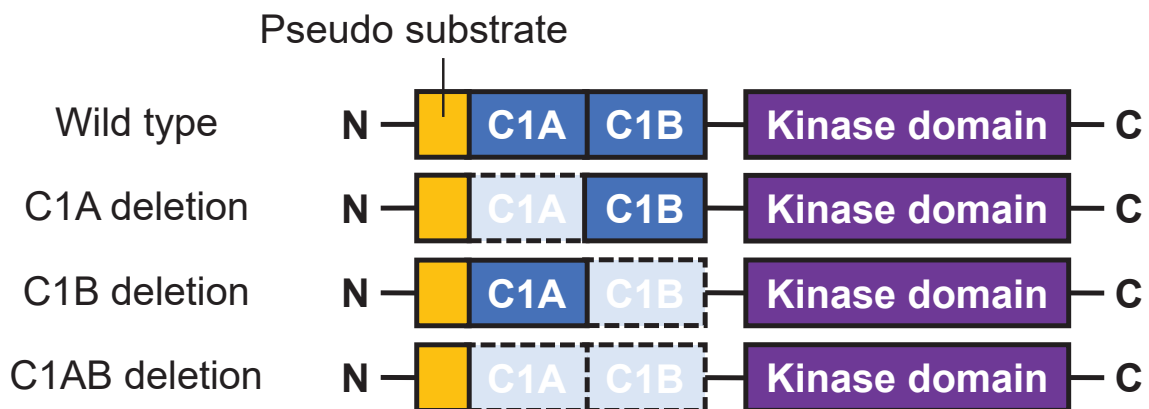 Pseudo substrate
Wild type N C1A C1B Kinase domain C
C1A deletion N C1A C1B Kinase domain C
C1B deletion N C1A C1B Kinase domain C
C1AB deletion N C1A C1B Kinase domain C